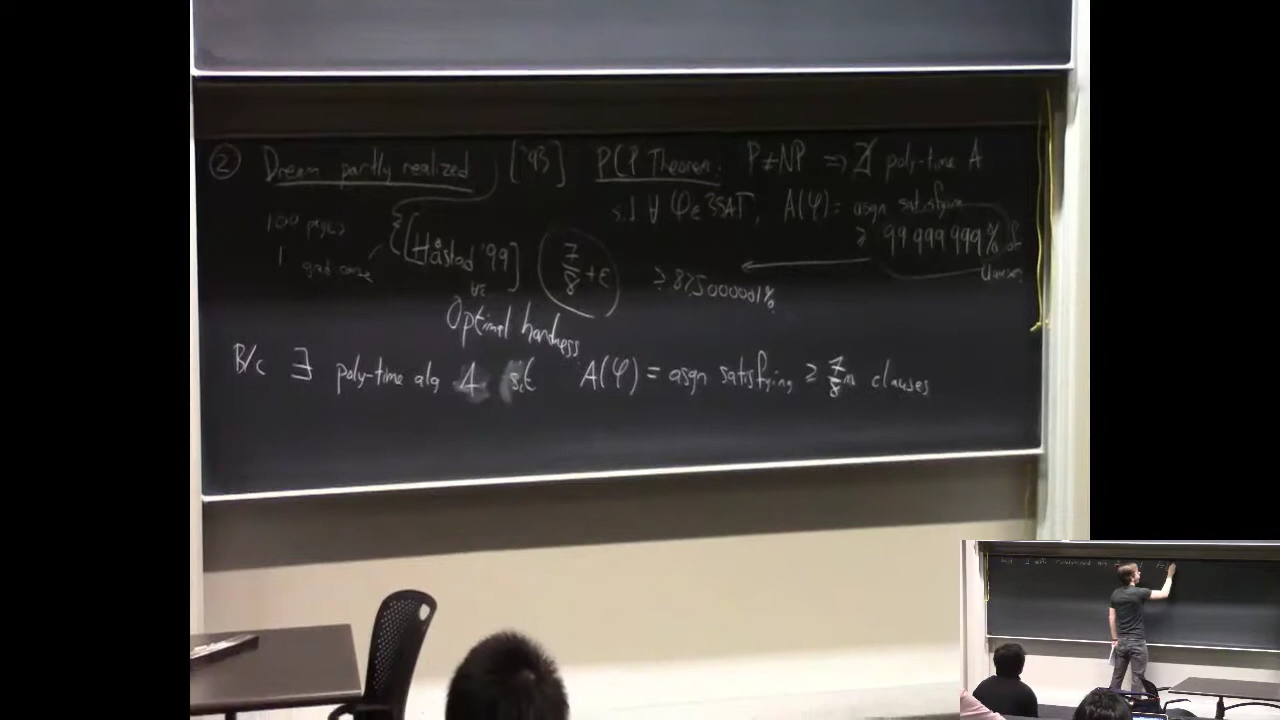 ② Dream partly realized ['93] PCP Theorem: P≠NP ⇒ ∄ poly-time A
s.t ∀ φ∈3SAT, A(φ) = asgn satisfying
≥ 99.999999% of clauses
100 pages
1 grad course
[Håstad '99] 7/8 + ε ≥ 87.5000001%
∀ε
Optimal hardness
B/c ∃ poly-time alg A s.t A(φ) = asgn satisfying ≥ 7/8 m clauses